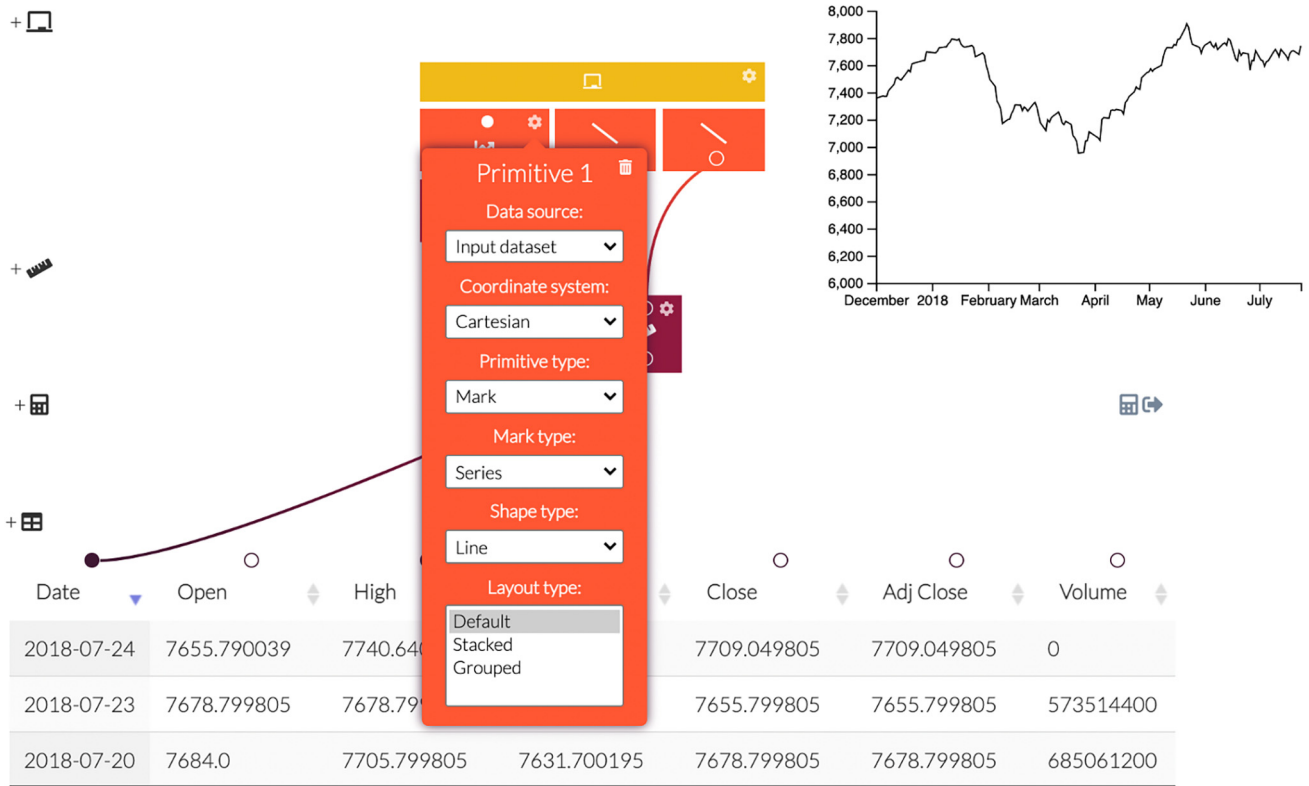 8,000
7,800
7,600
7,400
7,200
7,000
6,800
6,600
6,400
6,200
6,000
December 2018 February March April May June July
+
+
+
+
Primitive 1
Data source:
Input dataset
Coordinate system:
Cartesian
Primitive type:
Mark
Mark type:
Series
Shape type:
Line
Layout type:
Default
Stacked
Grouped
Date Open High Close Adj Close Volume
2018-07-24 7655.790039 7709.049805 7709.049805 0
2018-07-23 7678.799805 7655.799805 7655.799805 573514400
2018-07-20 7684.0 7705.799805 7631.700195 7678.799805 7678.799805 685061200